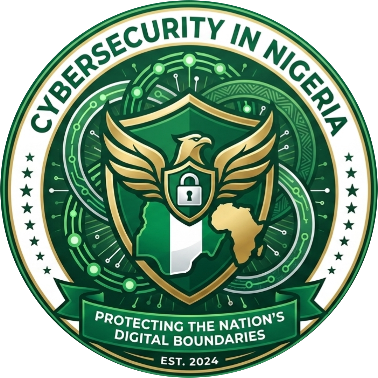 CYBERSECURITY IN NIGERIA
PROTECTING THE NATION'S
DIGITAL BOUNDARIES
EST. 2024